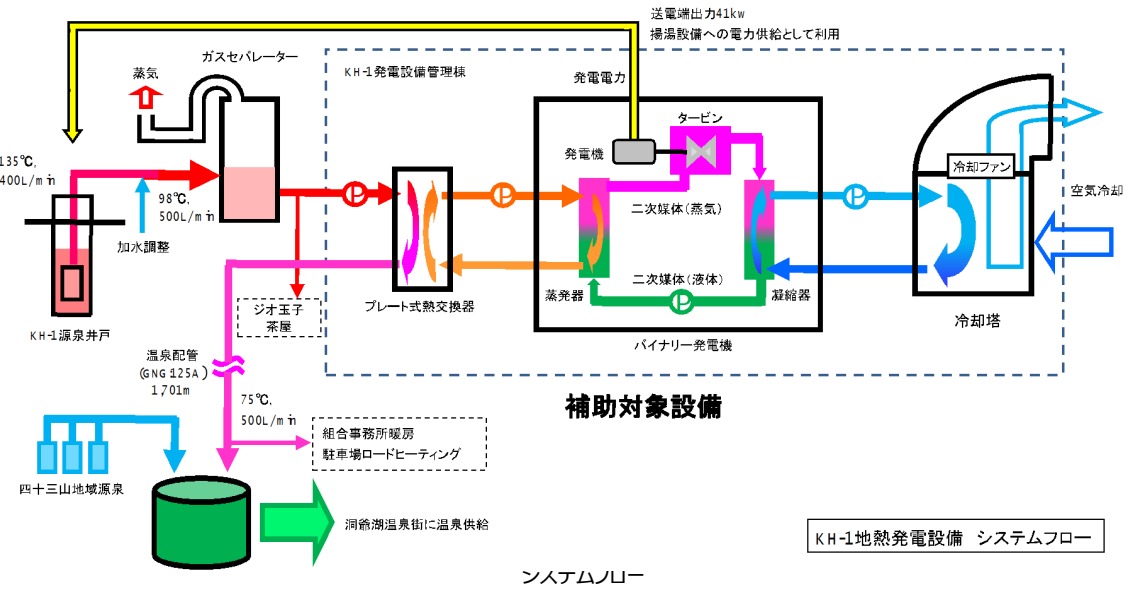 送電端出力41kw
揚湯設備への電力供給として利用
ガスセパレーター
蒸気
KH-1発電設備管理棟
発電電力
タービン
発電機
135℃,
400L/min
98℃,
500L/min
加水調整
P
P
P
冷却ファン
空気冷却
二次媒体(蒸気)
二次媒体(液体)
P
蒸発器
凝縮器
冷却塔
KH-1源泉井戸
ジオ玉子
茶屋
プレート式熱交換器
バイナリー発電機
温泉配管
(GNG125A)
1,701m
補助対象設備
75℃,
500L/min
組合事務所暖房
駐車場ロードヒーティング
四十三山地域源泉
洞爺湖温泉街に温泉供給
KH-1地熱発電設備 システムフロー
システムフロー